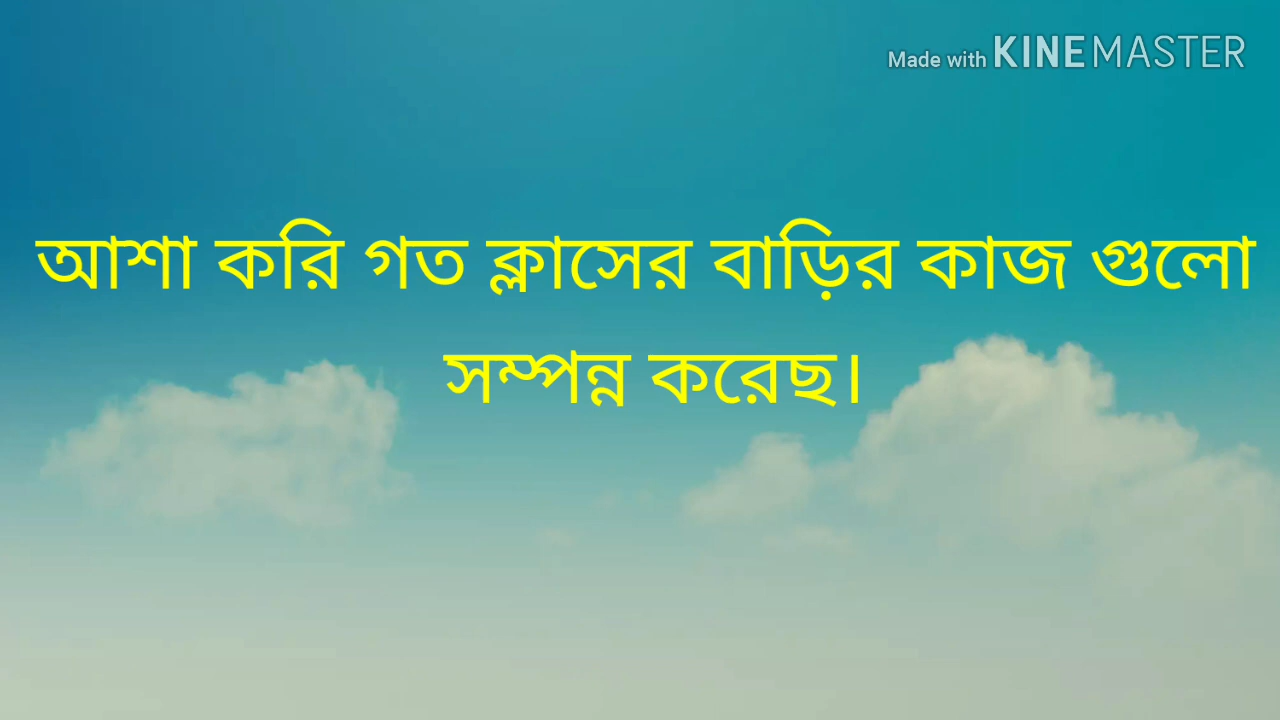 Made with KINEMASTER
আশা করি গত ক্লাসের বাড়ির কাজ গুলো
সম্পন্ন করেছ।